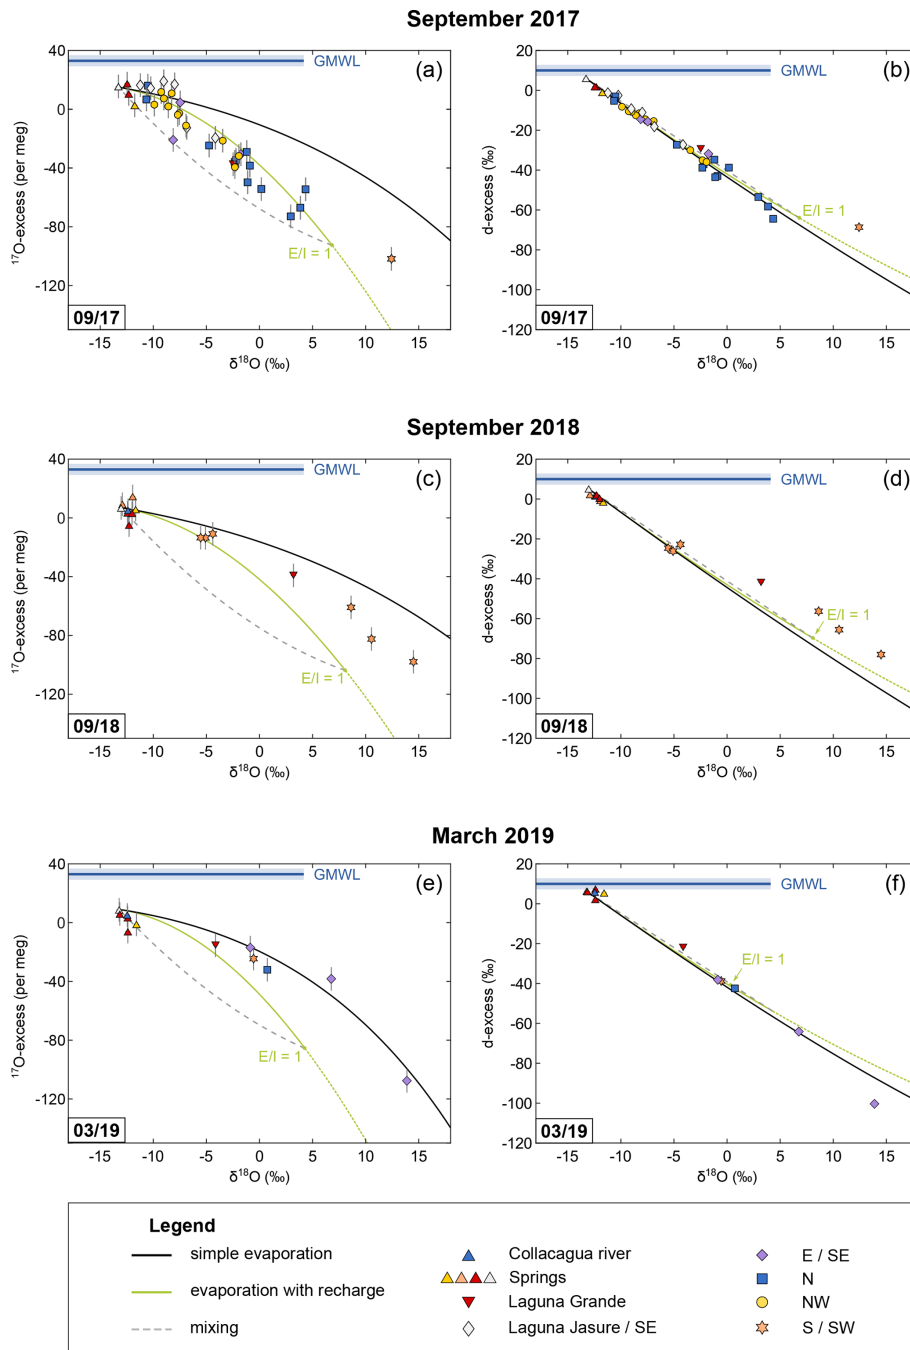 September 2017
40
0
-40
-80
-120
17O-excess (per meg)
GMWL
(a)
E/I = 1
09/17
-15 -10 -5 0 5 10 15
δ18O (‰)
20
0
-20
-40
-60
-80
-100
-120
d-excess (‰)
GMWL
(b)
E/I = 1
09/17
-15 -10 -5 0 5 10 15
δ18O (‰)
September 2018
40
0
-40
-80
-120
17O-excess (per meg)
GMWL
(c)
E/I = 1
09/18
-15 -10 -5 0 5 10 15
δ18O (‰)
20
0
-20
-40
-60
-80
-100
-120
d-excess (‰)
GMWL
(d)
E/I = 1
09/18
-15 -10 -5 0 5 10 15
δ18O (‰)
March 2019
40
0
-40
-80
-120
17O-excess (per meg)
GMWL
(e)
E/I = 1
03/19
-15 -10 -5 0 5 10 15
δ18O (‰)
20
0
-20
-40
-60
-80
-100
-120
d-excess (‰)
GMWL
(f)
E/I = 1
03/19
-15 -10 -5 0 5 10 15
δ18O (‰)
Legend
simple evaporation
evaporation with recharge
mixing
Collacagua river
Springs
Laguna Grande
Laguna Jasure / SE
E / SE
N
NW
S / SW